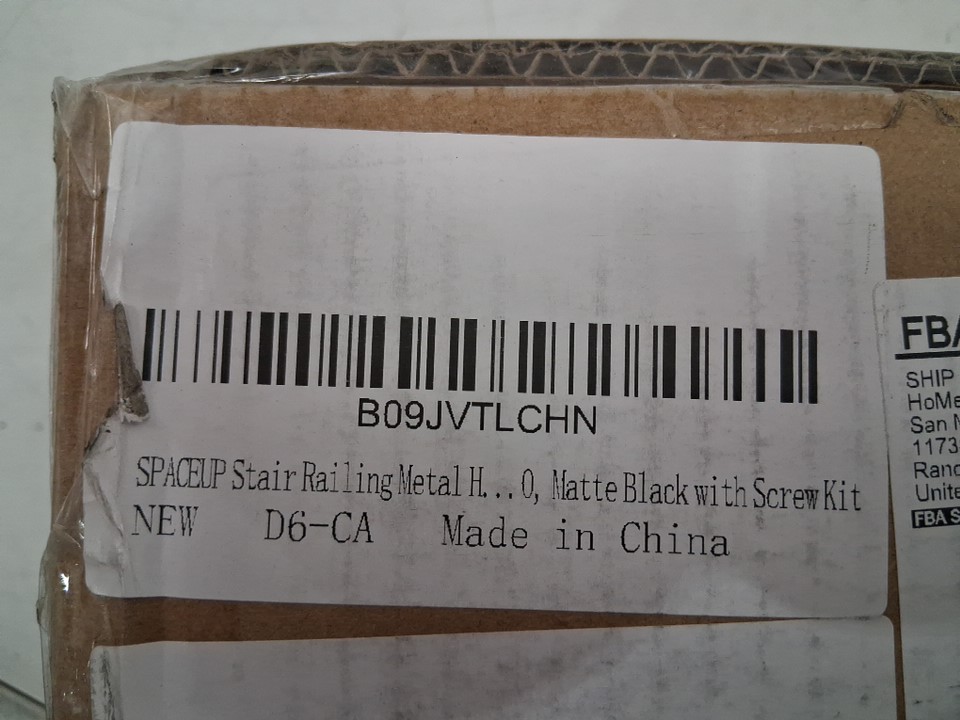 B09JVTLCHN
SPACEUP Stair Railing Metal H...0, Matte Black with Screw Kit
NEW D6-CA Made in China
FBA
SHIP
HoMe
San
1173
Ranc
Unite
FBA S